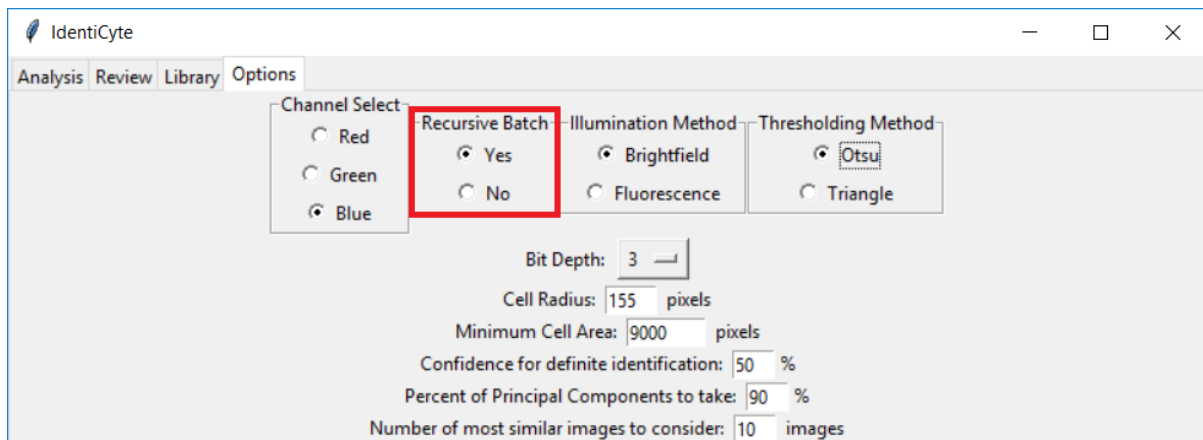 IdentiCyte
Analysis Review Library Options
Channel Select
Red
Green
Blue
Recursive Batch
Yes
No
Illumination Method
Brightfield
Fluorescence
Thresholding Method
Otsu
Triangle
Bit Depth: 3
Cell Radius: 155 pixels
Minimum Cell Area: 9000 pixels
Confidence for definite identification: 50 %
Percent of Principal Components to take: 90 %
Number of most similar images to consider: 10 images